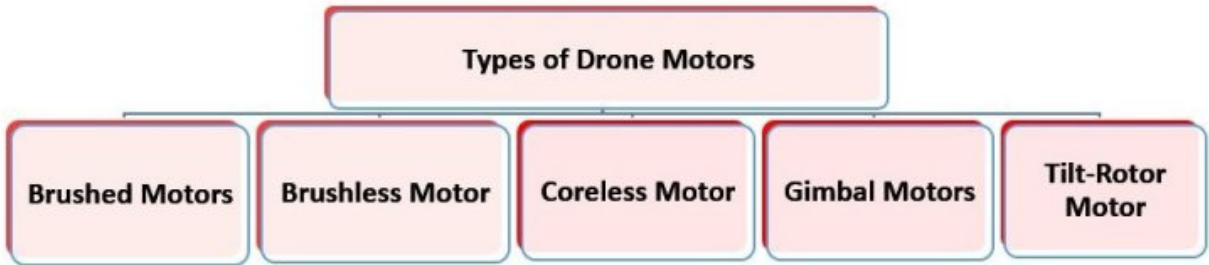 Types of Drone Motors
Brushed Motors
Brushless Motor
Coreless Motor
Gimbal Motors
Tilt-Rotor
Motor